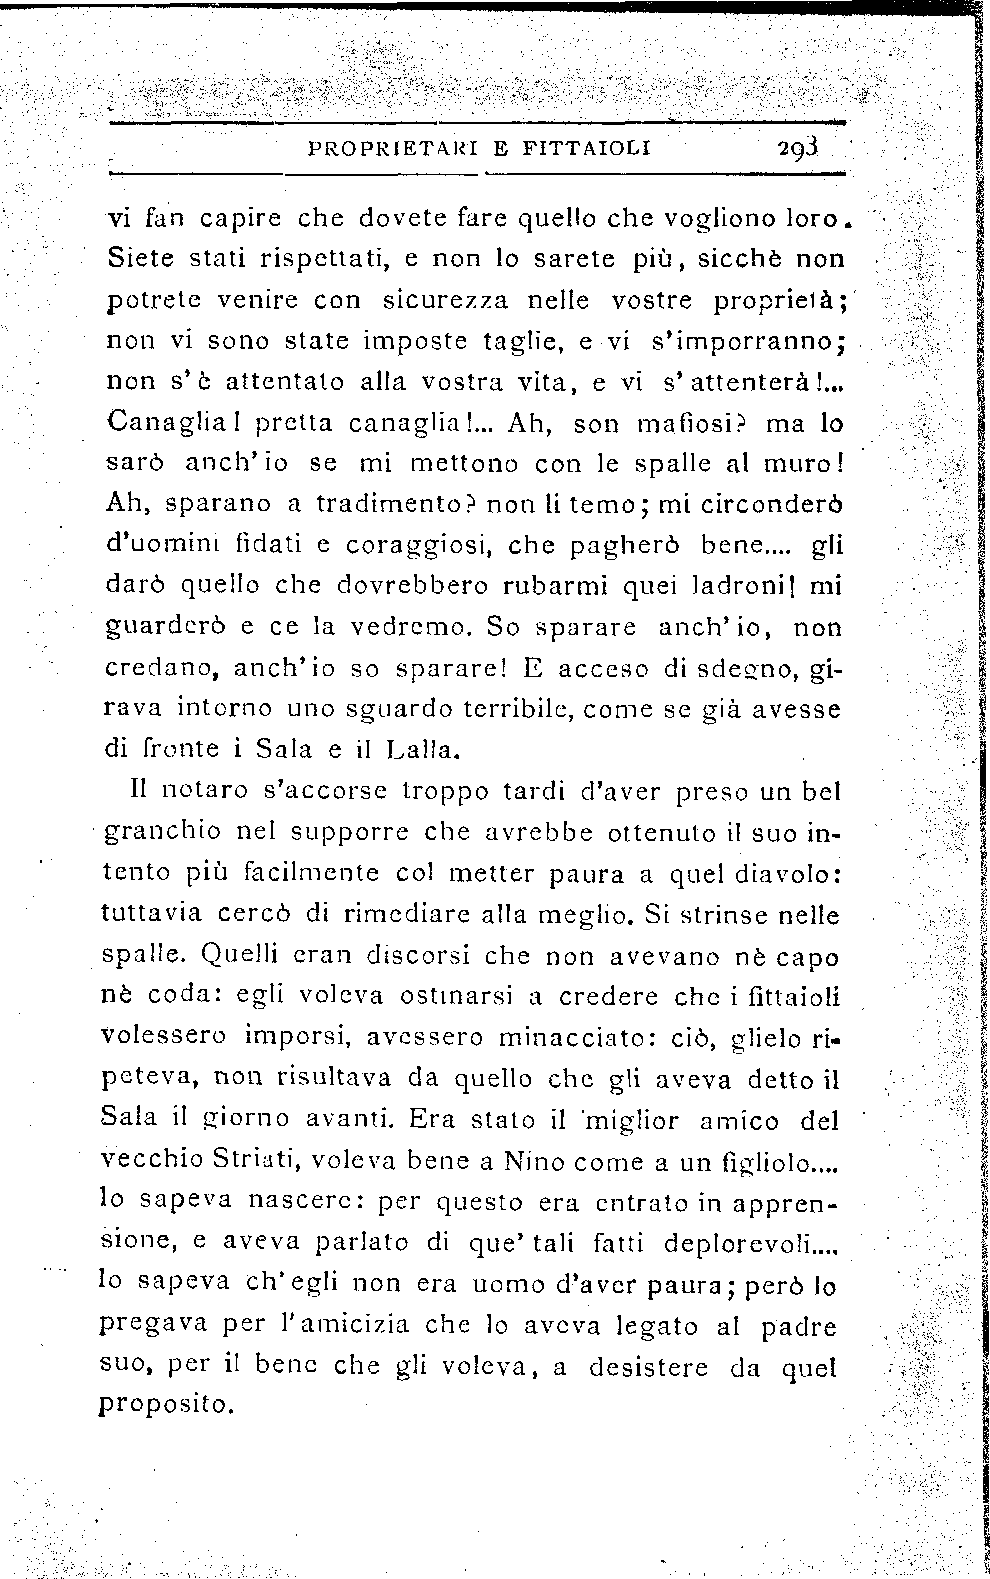 PROPRIETARI E FITTAIOLI 293
vi fan capire che dovete fare quello che vogliono loro.
Siete stati rispettati, e non lo sarete più, sicchè non
potrete venire con sicurezza nelle vostre proprietà;
non vi sono state imposte taglie, e vi s'imporranno;
non s'è attentato alla vostra vita, e vi s'attenterà!...
Canaglia! pretta canaglia!... Ah, son mafiosi? ma lo
sarò anch'io se mi mettono con le spalle al muro!
Ah, sparano a tradimento? non li temo; mi circonderò
d'uomini fidati e coraggiosi, che pagherò bene.... gli
darò quello che dovrebbero rubarmi quei ladroni! mi
guarderò e ce la vedremo. So sparare anch'io, non
credano, anch'io so sparare! E acceso di sdegno, gi-
rava intorno uno sguardo terribile, come se già avesse
di fronte i Sala e il Lalla.
Il notaro s'accorse troppo tardi d'aver preso un bel
granchio nel supporre che avrebbe ottenuto il suo in-
tento più facilmente col metter paura a quel diavolo:
tuttavia cercò di rimediare alla meglio. Si strinse nelle
spalle. Quelli eran discorsi che non avevano nè capo
nè coda: egli voleva ostinarsi a credere che i fittaioli
volessero imporsi, avessero minacciato: ciò, glielo ri-
peteva, non risultava da quello che gli aveva detto il
Sala il giorno avanti. Era stato il miglior amico del
vecchio Striati, voleva bene a Nino come a un figliolo....
lo sapeva nascere: per questo era entrato in appren-
sione, e aveva parlato di que' tali fatti deplorevoli....
lo sapeva ch'egli non era uomo d'aver paura; però lo
pregava per l'amicizia che lo aveva legato al padre
suo, per il bene che gli voleva, a desistere da quel
proposito.